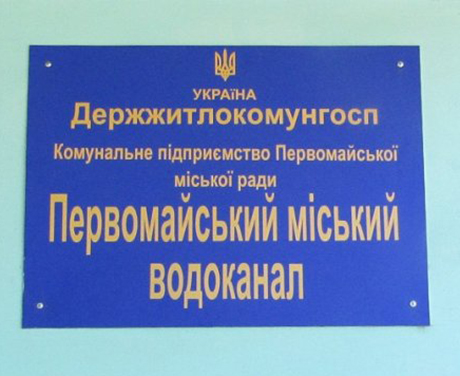 УКРАЇНА
Держжитлокомунгосп
Комунальне підприємство Первомайської
міської ради
Первомайський міський
водоканал